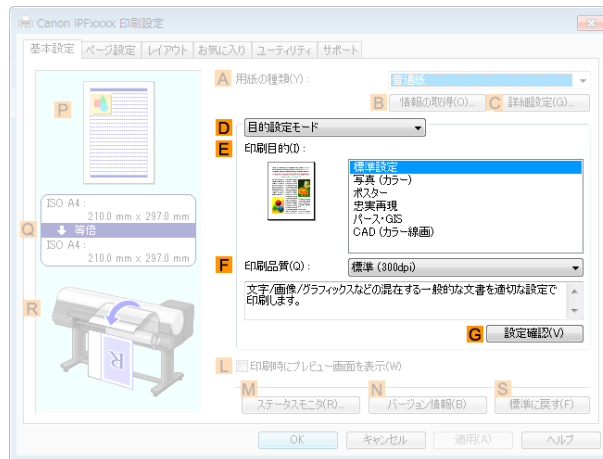 Canon iPFxxxx 印刷設定
基本設定 ページ設定 レイアウト お気に入り ユーティリティ サポート
P
A 用紙の種類(Y): 普通紙
B 情報の取得(O)... C 詳細設定(G)...
D 目的設定モード
E 印刷目的(I):
標準設定
写真 (カラー)
ポスター
忠実再現
パース・GIS
CAD (カラー線画)
ISO A4:
210.0 mm x 297.0 mm
Q 等倍
ISO A4:
210.0 mm x 297.0 mm
F 印刷品質(Q): 標準 (300dpi)
文字/画像/グラフィックスなどの混在する一般的な文書を適切な設定で
印刷します。
G 設定確認(V)
R
R
L 印刷時にプレビュー画面を表示(W)
M N S
ステータスモニタ(R)... バージョン情報(B) 標準に戻す(F)
OK キャンセル 適用(A) ヘルプ